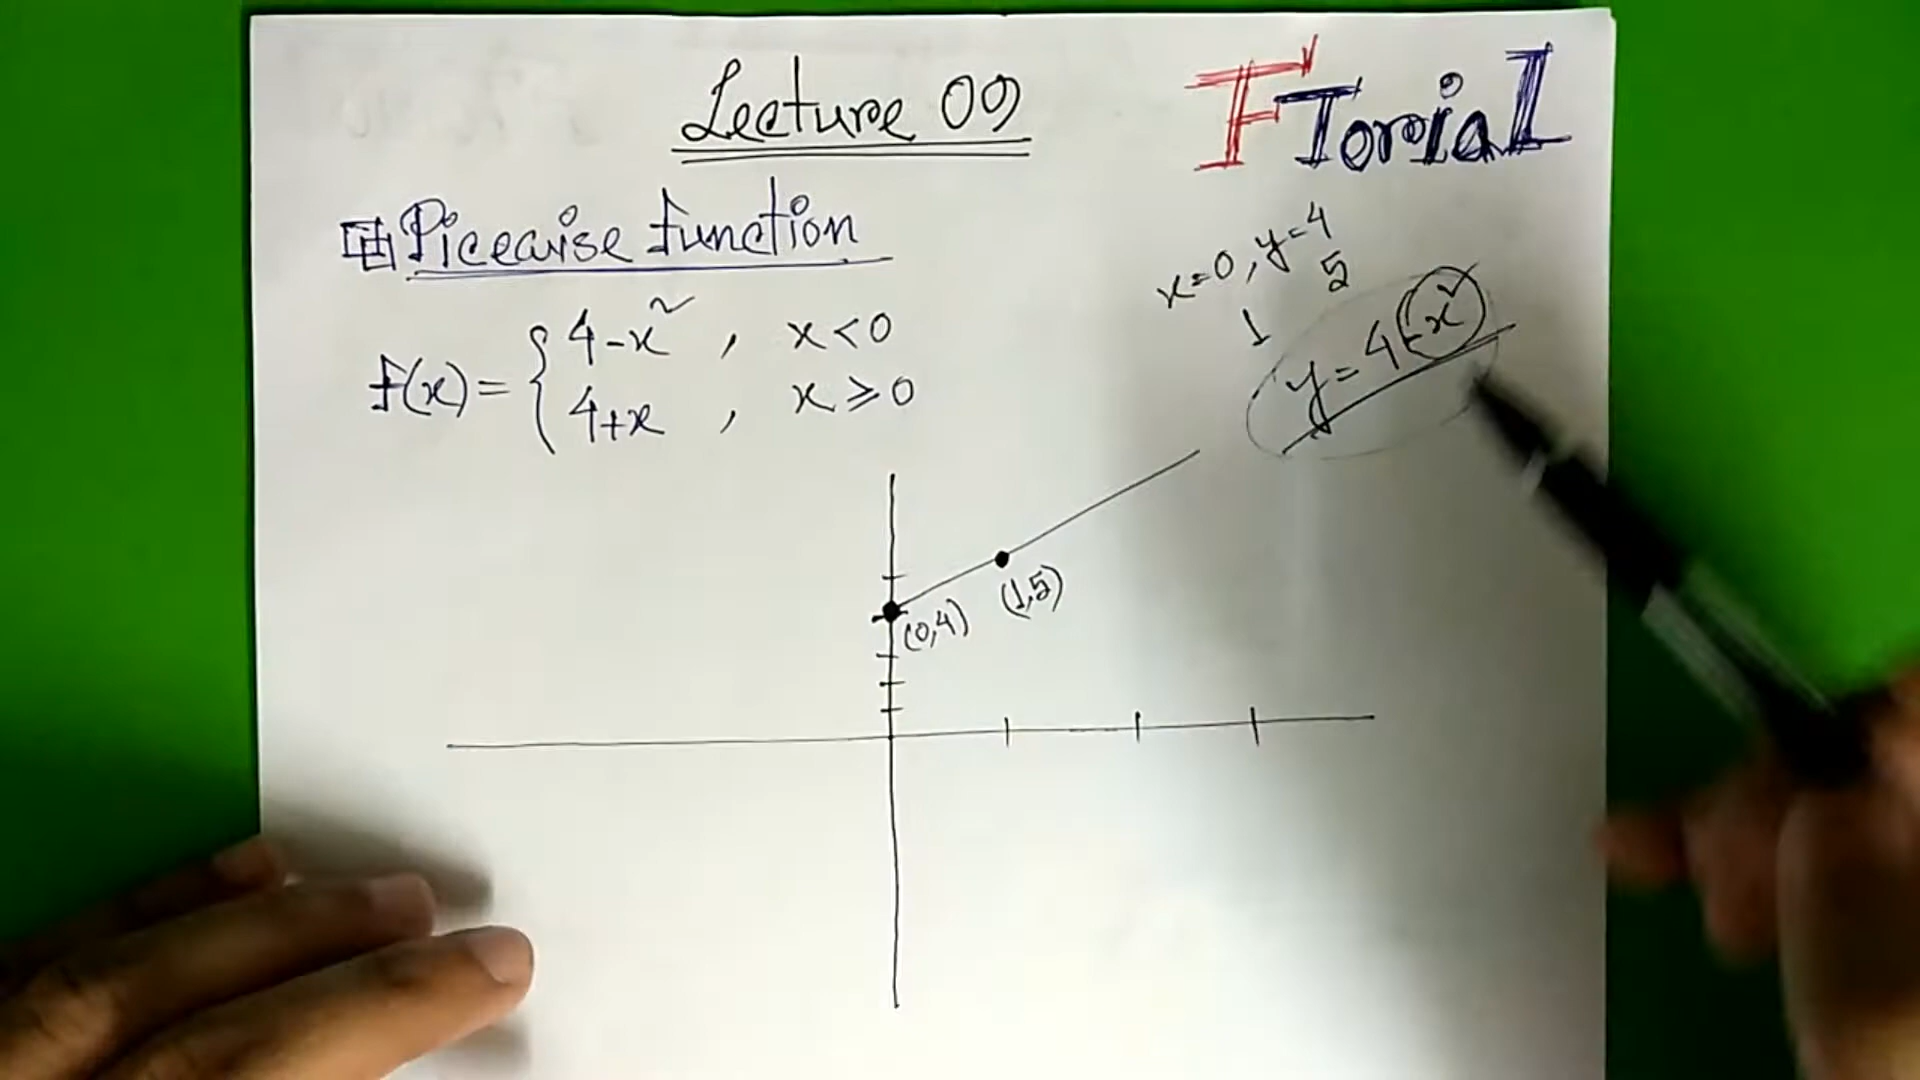 Lecture 09
FTorial
Picewise function
f(x) = { 4-x² , x<0
4+x , x≥0
x=0, y=4
1 5
y=4-x²
(1,5)
(0,4)